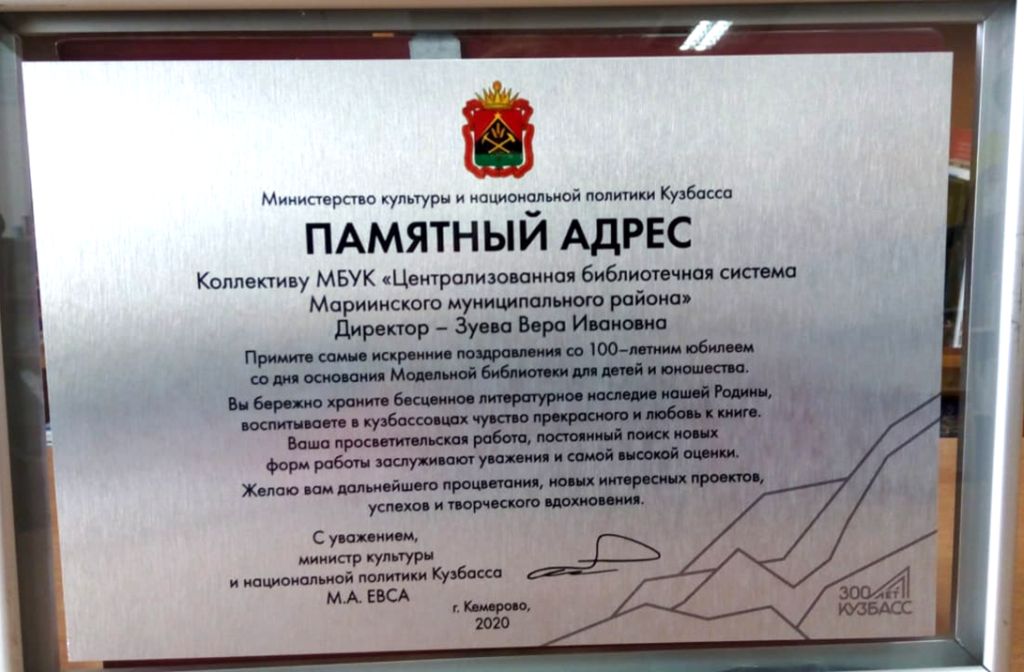 Министерство культуры и национальной политики Кузбасса
ПАМЯТНЫЙ АДРЕС
Коллективу МБУК «Централизованная библиотечная система
Мариинского муниципального района»
Директор – Зуева Вера Ивановна
Примите самые искренние поздравления со 100–летним юбилеем
со дня основания Модельной библиотеки для детей и юношества.
Вы бережно храните бесценное литературное наследие нашей Родины,
воспитываете в кузбассовцах чувство прекрасного и любовь к книге.
Ваша просветительская работа, постоянный поиск новых
форм работы заслуживают уважения и самой высокой оценки.
Желаю вам дальнейшего процветания, новых интересных проектов,
успехов и творческого вдохновения.
С уважением,
министр культуры
и национальной политики Кузбасса
М.А. ЕВСА
г. Кемерово,
2020
300 ЛЕТ
КУЗБАСС